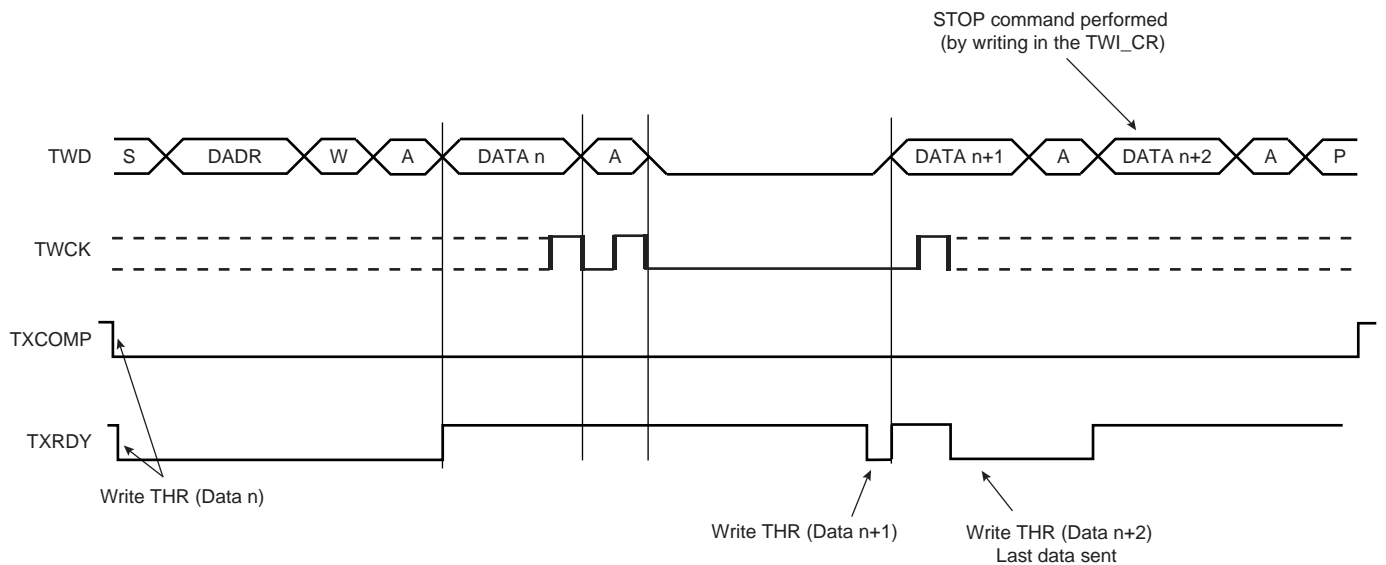 STOP command performed
(by writing in the TWI_CR)
TWD S DADR W A DATA n A DATA n+1 A DATA n+2 A P
TWCK
TXCOMP
TXRDY
Write THR (Data n)
Write THR (Data n+1) Write THR (Data n+2)
Last data sent